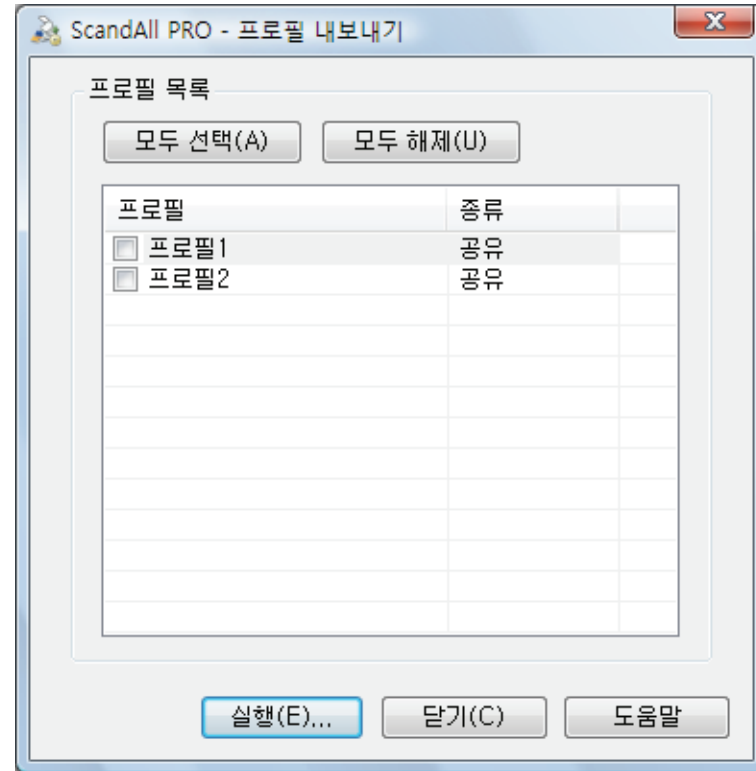 ScandAll PRO - 프로필 내보내기
프로필 목록
모두 선택(A) 모두 해제(U)
프로필 종류
프로필1 공유
프로필2 공유
실행(E)... 닫기(C) 도움말